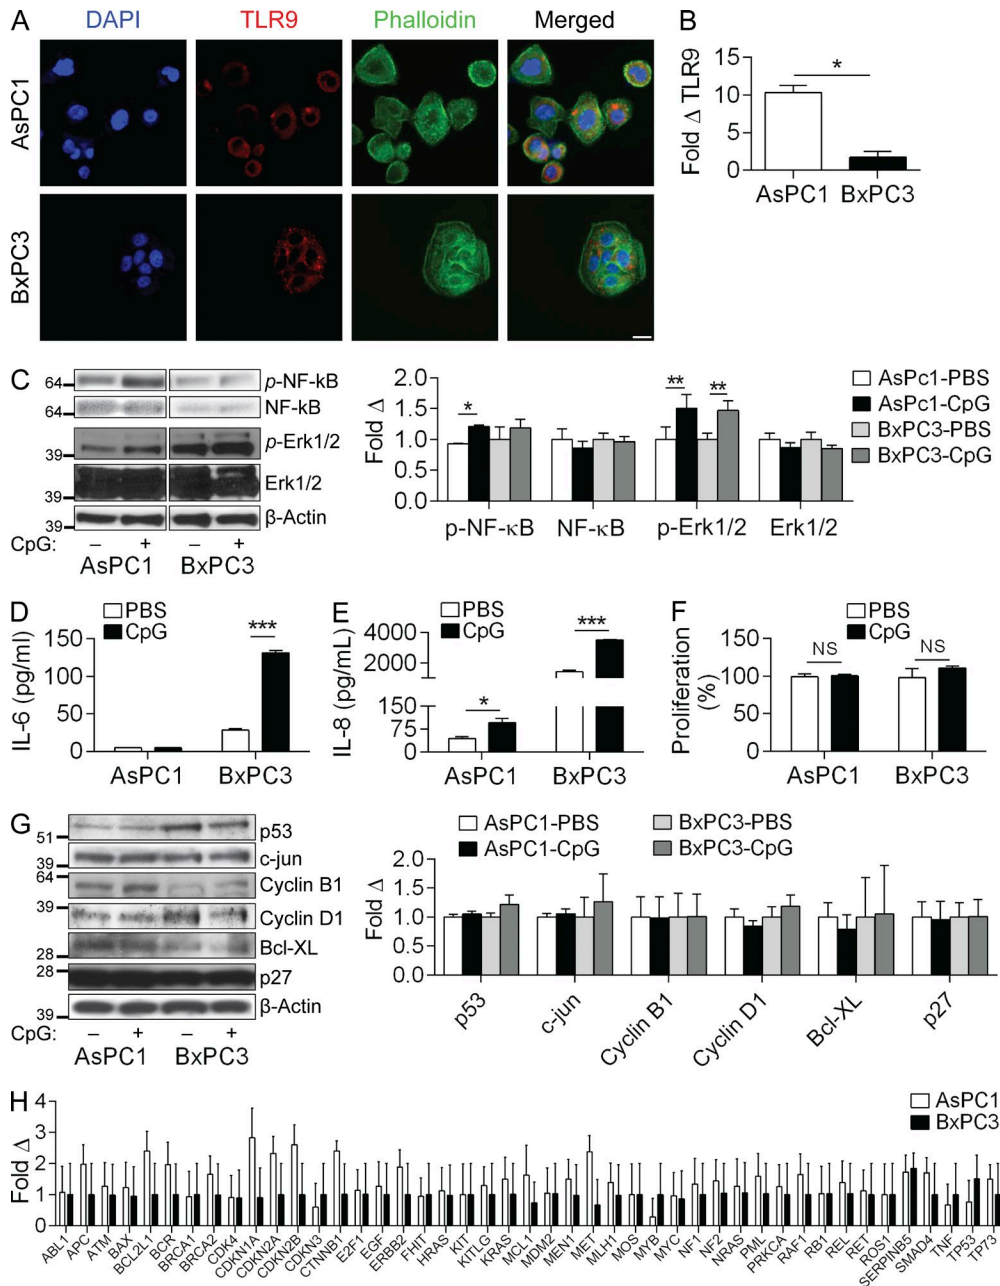 A DAPI TLR9 Phalloidin Merged
AsPC1
BxPC3
B
Fold Δ TLR9
15
10
5
0
*
AsPC1 BxPC3
C
64 p-NF-kB
64 NF-kB
39 p-Erk1/2
39 Erk1/2
39 β-Actin
CpG: – + – +
AsPC1 BxPC3
Fold Δ
2.0
1.5
1.0
0.5
0.0
* ** **
p-NF-κB NF-κB p-Erk1/2 Erk1/2
AsPc1-PBS
AsPc1-CpG
BxPC3-PBS
BxPC3-CpG
D
PBS
CpG
IL-6 (pg/ml)
150
100
50
0
***
AsPC1 BxPC3
E
PBS
CpG
IL-8 (pg/mL)
4000
2000
150
75
0
* ***
AsPC1 BxPC3
F
PBS
CpG
Proliferation
(%)
150
100
50
0
NS NS
AsPC1 BxPC3
G
51 p53
39 c-jun
64 Cyclin B1
39 Cyclin D1
28 Bcl-XL
28 p27
39 β-Actin
CpG: – + – +
AsPC1 BxPC3
AsPC1-PBS BxPC3-PBS
AsPC1-CpG BxPC3-CpG
Fold Δ
2.0
1.5
1.0
0.5
0.0
p53 c-jun Cyclin B1 Cyclin D1 Bcl-XL p27
H
AsPC1
BxPC3
Fold Δ
4
3
2
1
0
ABL1 APC ATM BAX BCL2L1 BCR BRCA1 BRCA2 CDK4 CDKN1A CDKN2A CDKN2B CDKN3 CTNNB1 E2F1 EGF ERBB2 FHIT HRAS KIT KITLG KRAS MCL1 MDM2 MEN1 MET MLH1 MOS MYB MYC NF1 NF2 NRAS PML PRKCA RAF1 RB1 REL RET ROS1 SERPINB5 SMAD4 TNF TP53 TP73